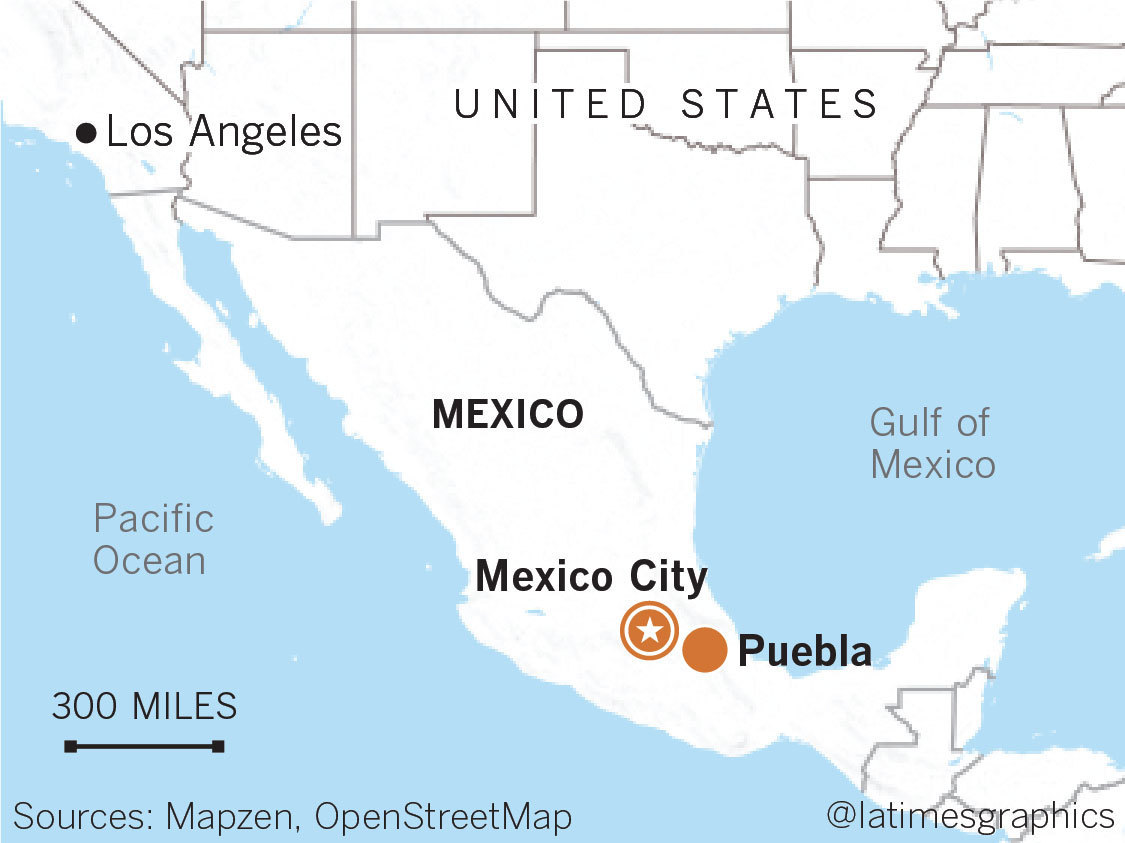 UNITED STATES
Los Angeles
MEXICO
Gulf of
Mexico
Pacific
Ocean
Mexico City
Puebla
300 MILES
Sources: Mapzen, OpenStreetMap
@latimesgraphics